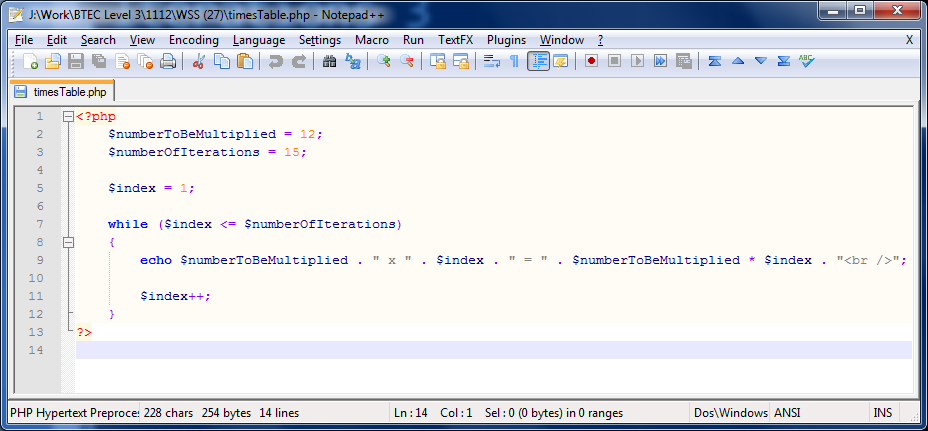 J:\Work\BTEC Level 3\1112\WSS (27)\timesTable.php - Notepad++
File Edit Search View Encoding Language Settings Macro Run TextFX Plugins Window ? X
timesTable.php
1 <?php
2 $numberToBeMultiplied = 12;
3 $numberOfIterations = 15;
4
5 $index = 1;
6
7 while ($index <= $numberOfIterations)
8 {
9 echo $numberToBeMultiplied . " x " . $index . " = " . $numberToBeMultiplied * $index . "<br />";
10
11 $index++;
12 }
13 ?>
14
PHP Hypertext Preproces 228 chars 254 bytes 14 lines Ln : 14 Col : 1 Sel : 0 (0 bytes) in 0 ranges Dos\Windows ANSI INS